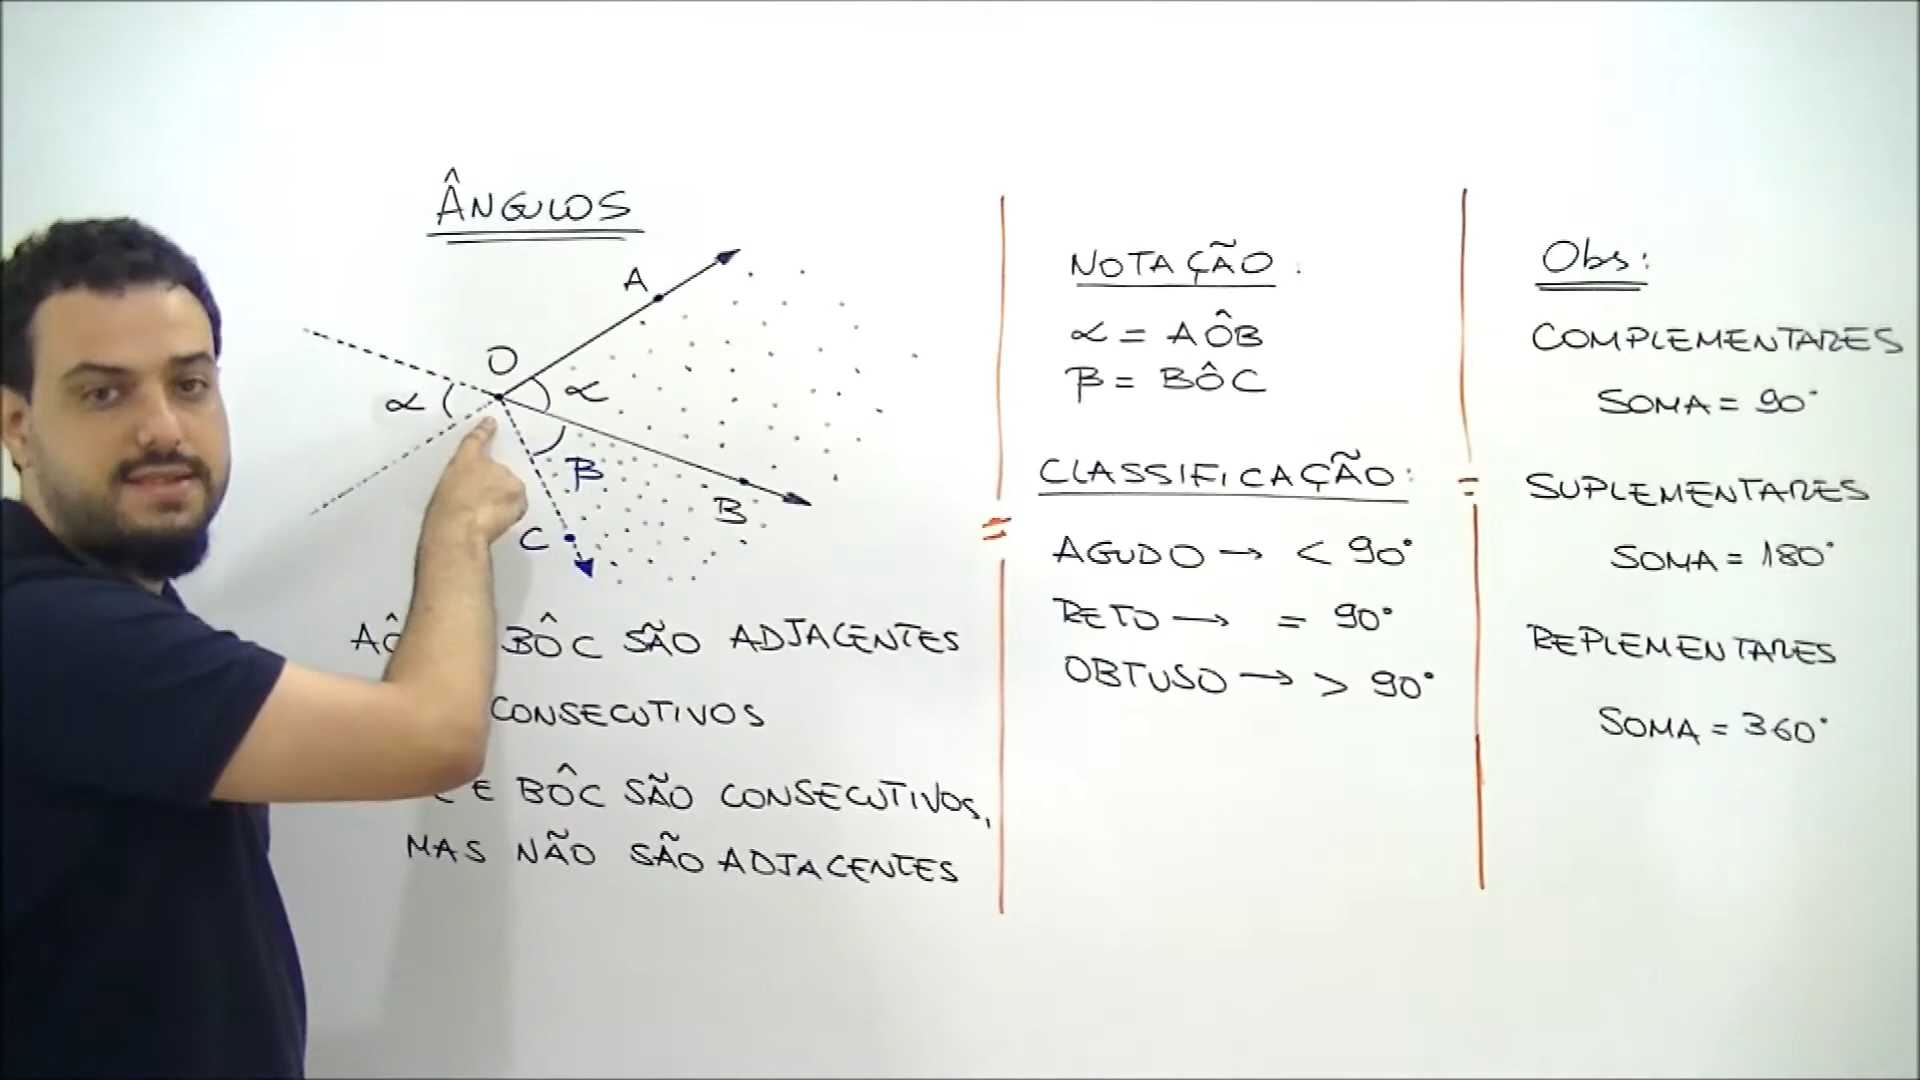 ÂNGULOS
A
O
α
α
β
B
C
BÔC SÃO ADJACENTES
CONSECUTIVOS
E BÔC SÃO CONSECUTIVOS,
MAS NÃO SÃO ADJACENTES
NOTAÇÃO:
α = AÔB
β = BÔC
CLASSIFICAÇÃO:
AGUDO → < 90°
RETO → = 90°
OBTUSO → > 90°
Obs:
COMPLEMENTARES
SOMA = 90°
SUPLEMENTARES
SOMA = 180°
REPLEMENTARES
SOMA = 360°